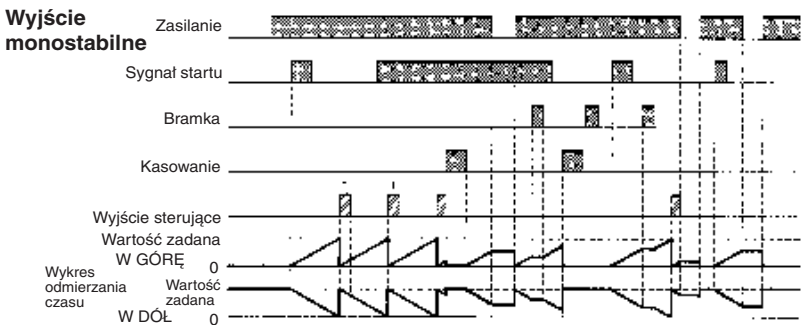 Wyjście
monostabilne
Zasilanie
Sygnał startu
Bramka
Kasowanie
Wyjście sterujące
Wartość zadana
W GÓRĘ
0
Wykres
odmierzania
czasu
Wartość
zadana
W DÓŁ
0